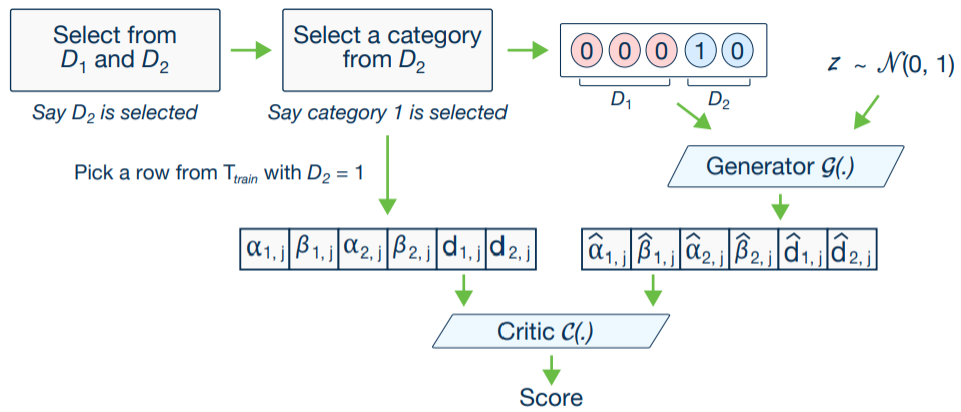 Select from
D₁ and D₂
Say D₂ is selected
Select a category
from D₂
Say category 1 is selected
0 0 0 1 0
D₁ D₂
z ~ 𝒩(0, 1)
Pick a row from T_train with D₂ = 1
Generator 𝒢(.)
α₁,ⱼ β₁,ⱼ α₂,ⱼ β₂,ⱼ d₁,ⱼ d₂,ⱼ
α̂₁,ⱼ β̂₁,ⱼ α̂₂,ⱼ β̂₂,ⱼ d̂₁,ⱼ d̂₂,ⱼ
Critic 𝒞(.)
Score